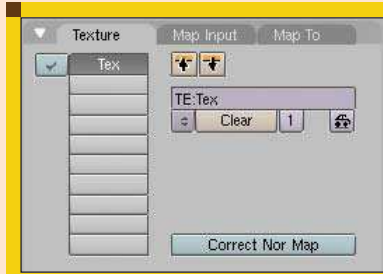 Texture Map Input Map To
Tex
TE:Tex
Clear 1
Correct Nor Map